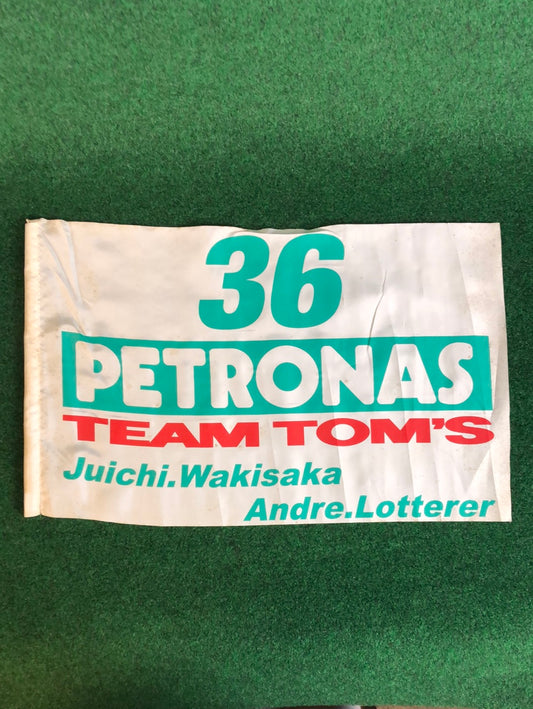 36
PETRONAS
TEAM TOM'S
Juichi.Wakisaka
Andre.Lotterer